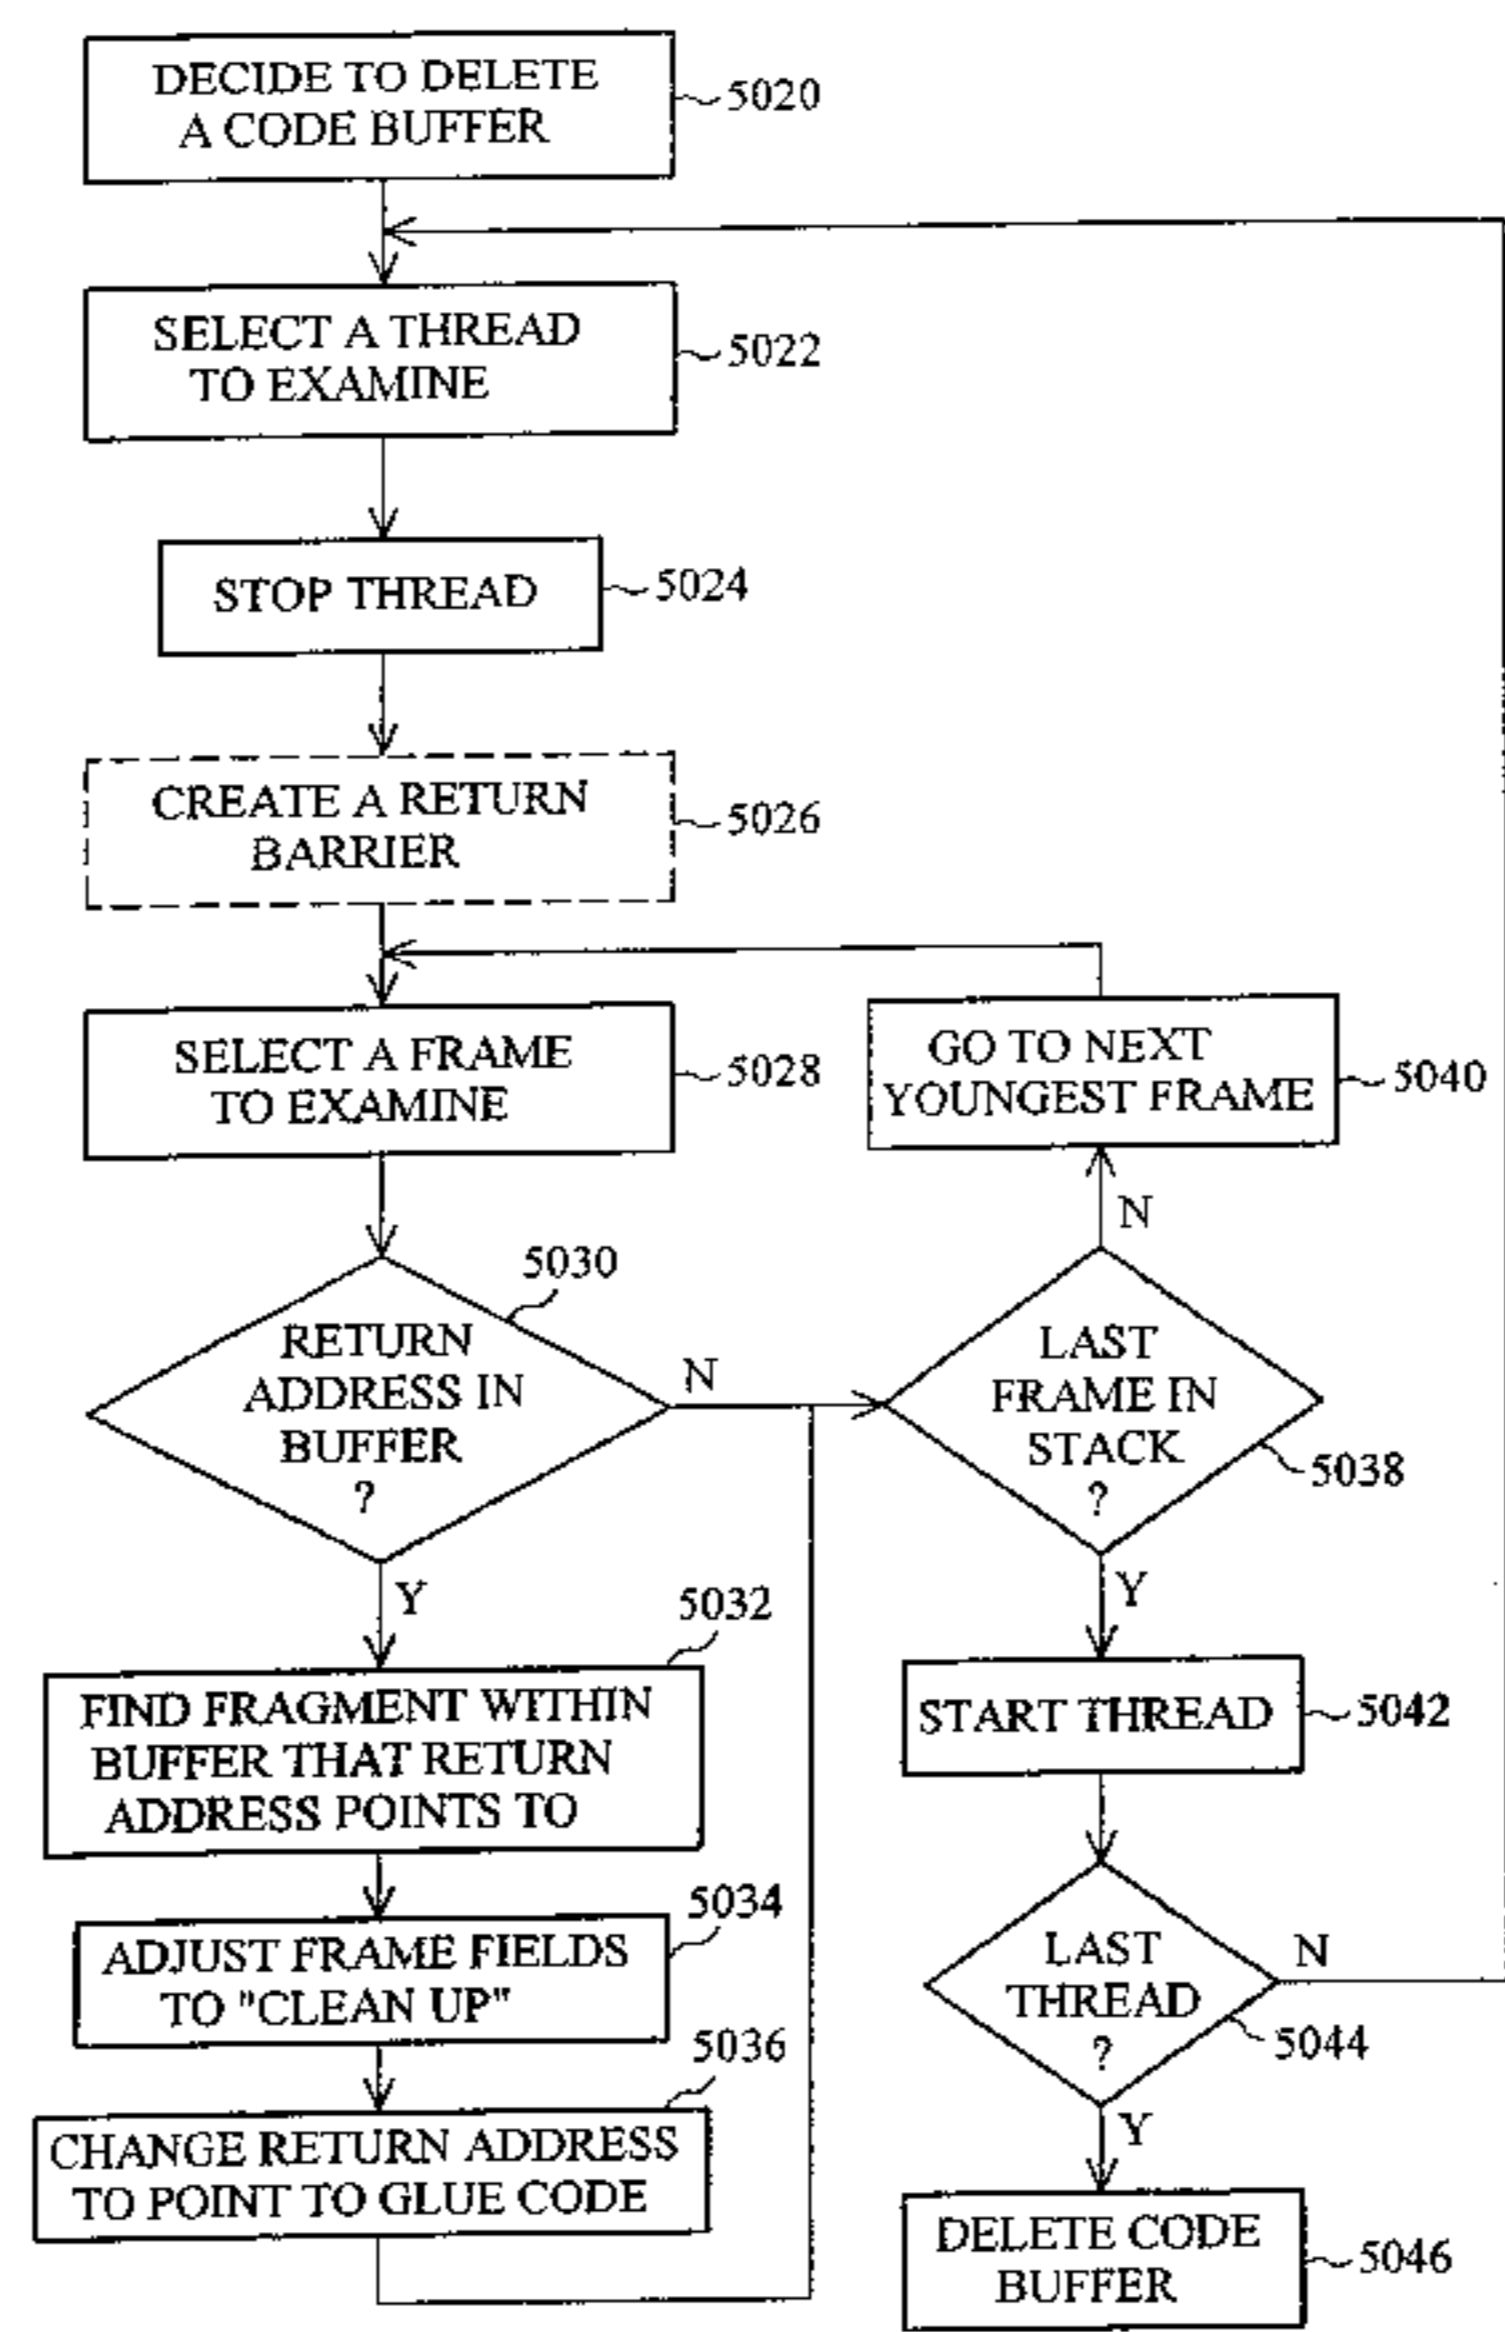 DECIDE TO DELETE
A CODE BUFFER
5020
SELECT A THREAD
TO EXAMINE
5022
STOP THREAD
5024
CREATE A RETURN
BARRIER
5026
SELECT A FRAME
TO EXAMINE
5028
GO TO NEXT
YOUNGEST FRAME
5040
N
5030
RETURN
ADDRESS IN
BUFFER
?
N
LAST
FRAME IN
STACK
?
5038
Y
Y
5032
FIND FRAGMENT WITHIN
BUFFER THAT RETURN
ADDRESS POINTS TO
START THREAD
5042
5034
ADJUST FRAME FIELDS
TO "CLEAN UP"
LAST
THREAD
?
N
5044
5036
CHANGE RETURN ADDRESS
TO POINT TO GLUE CODE
Y
DELETE CODE
BUFFER
5046